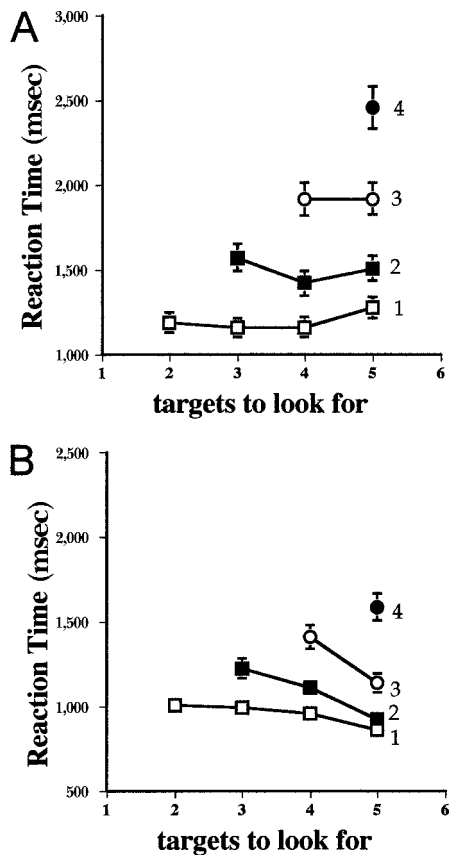 A
Reaction Time (msec)
3,000
2,500
2,000
1,500
1,000
4
3
2
1
1 2 3 4 5 6
targets to look for
B
Reaction Time (msec)
2,500
2,000
1,500
1,000
500
4
3
2
1
1 2 3 4 5 6
targets to look for